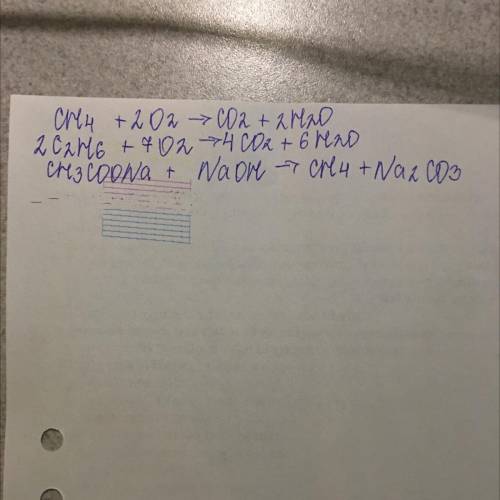 CH4 + 2O2 → CO2 + 2H2O
2C2H6 + 7O2 → 4CO2 + 6H2O
CH3COONa + NaOH → CH4 + Na2CO3